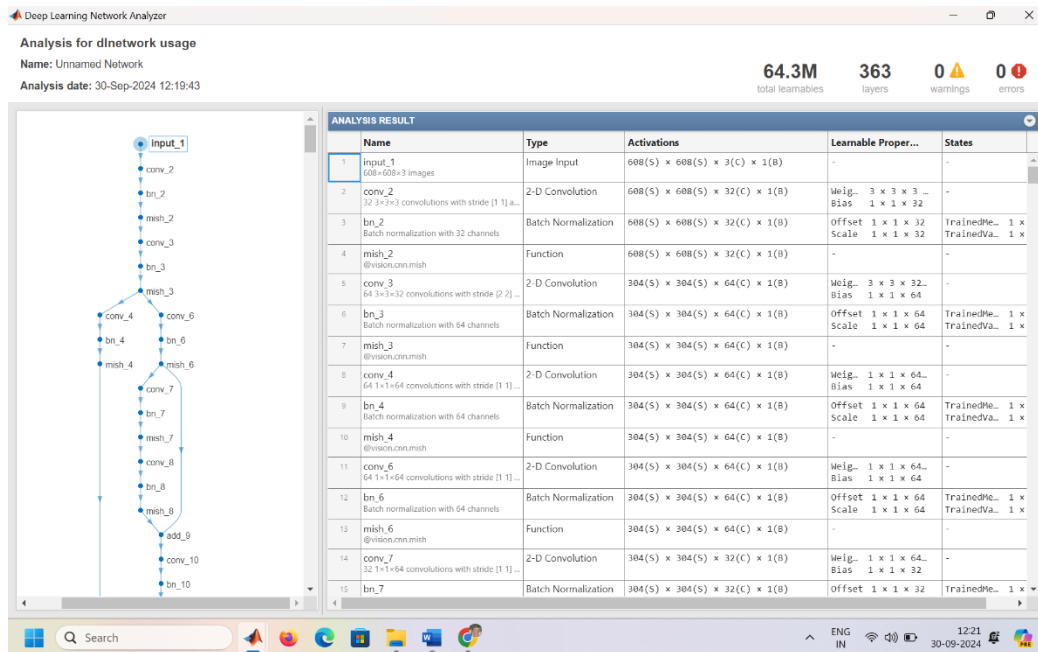 Deep Learning Network Analyzer
Analysis for dlnetwork usage
Name: Unnamed Network
Analysis date: 30-Sep-2024 12:19:43
64.3M
total learnables
363
layers
0
warnings
0
errors
input_1
conv_2
bn_2
mish_2
conv_3
bn_3
mish_3
conv_4
conv_6
bn_4
bn_6
mish_4
mish_6
conv_7
bn_7
mish_7
conv_8
bn_8
mish_8
add_9
conv_10
bn_10
ANALYSIS RESULT
Name Type Activations Learnable Proper... States
1 input_1 Image Input 608(S) × 608(S) × 3(C) × 1(B) - -
608×608×3 images
2 conv_2 2-D Convolution 608(S) × 608(S) × 32(C) × 1(B) Weig… 3 × 3 × 3 … -
32 3×3×3 convolutions with stride [1 1] a... Bias 1 × 1 × 32
3 bn_2 Batch Normalization 608(S) × 608(S) × 32(C) × 1(B) Offset 1 × 1 × 32 TrainedMe… 1 ×
Batch normalization with 32 channels Scale 1 × 1 × 32 TrainedVa… 1 ×
4 mish_2 Function 608(S) × 608(S) × 32(C) × 1(B) - -
@vision.cnn.mish
5 conv_3 2-D Convolution 304(S) × 304(S) × 64(C) × 1(B) Weig… 3 × 3 × 32… -
64 3×3×32 convolutions with stride [2 2] ... Bias 1 × 1 × 64
6 bn_3 Batch Normalization 304(S) × 304(S) × 64(C) × 1(B) Offset 1 × 1 × 64 TrainedMe… 1 ×
Batch normalization with 64 channels Scale 1 × 1 × 64 TrainedVa… 1 ×
7 mish_3 Function 304(S) × 304(S) × 64(C) × 1(B) - -
@vision.cnn.mish
8 conv_4 2-D Convolution 304(S) × 304(S) × 64(C) × 1(B) Weig… 1 × 1 × 64… -
64 1×1×64 convolutions with stride [1 1] ... Bias 1 × 1 × 64
9 bn_4 Batch Normalization 304(S) × 304(S) × 64(C) × 1(B) Offset 1 × 1 × 64 TrainedMe… 1 ×
Batch normalization with 64 channels Scale 1 × 1 × 64 TrainedVa… 1 ×
10 mish_4 Function 304(S) × 304(S) × 64(C) × 1(B) - -
@vision.cnn.mish
11 conv_6 2-D Convolution 304(S) × 304(S) × 64(C) × 1(B) Weig… 1 × 1 × 64… -
64 1×1×64 convolutions with stride [1 1] ... Bias 1 × 1 × 64
12 bn_6 Batch Normalization 304(S) × 304(S) × 64(C) × 1(B) Offset 1 × 1 × 64 TrainedMe… 1 ×
Batch normalization with 64 channels Scale 1 × 1 × 64 TrainedVa… 1 ×
13 mish_6 Function 304(S) × 304(S) × 64(C) × 1(B) - -
@vision.cnn.mish
14 conv_7 2-D Convolution 304(S) × 304(S) × 32(C) × 1(B) Weig… 1 × 1 × 64… -
32 1×1×64 convolutions with stride [1 1] ... Bias 1 × 1 × 32
15 bn_7 Batch Normalization 304(S) × 304(S) × 32(C) × 1(B) Offset 1 × 1 × 32 TrainedMe… 1 ×
Search
ENG
IN
12:21
30-09-2024
PRE